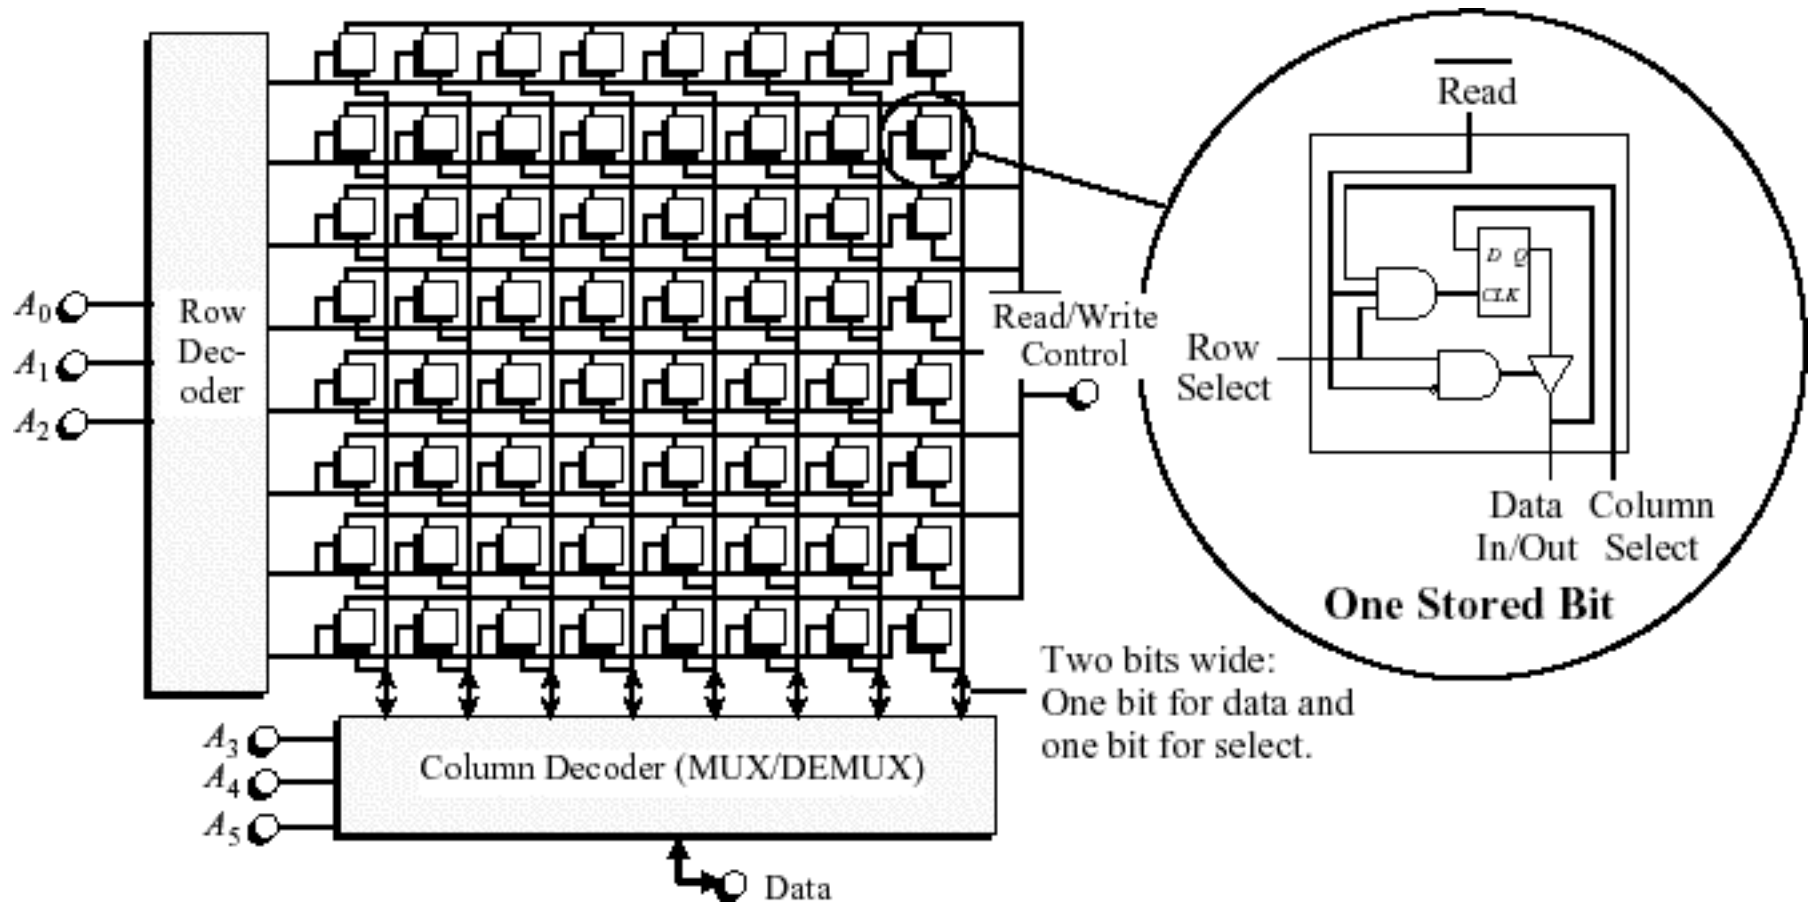 Read
A0
A1
A2
Row
Dec-
oder
Read/Write
Control
Row
Select
D Q
CLK
Data Column
In/Out Select
One Stored Bit
Two bits wide:
One bit for data and
one bit for select.
A3
A4
A5
Column Decoder (MUX/DEMUX)
Data